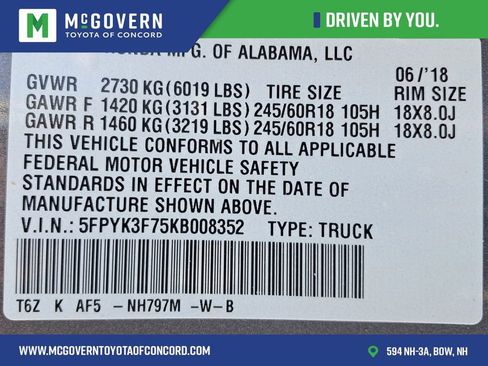 M McGOVERN
TOYOTA OF CONCORD
DRIVEN BY YOU.
HONDA MFG. OF ALABAMA, LLC
06/'18
GVWR 2730 KG(6019 LBS) TIRE SIZE RIM SIZE
GAWR F 1420 KG(3131 LBS)245/60R18 105H 18X8.0J
GAWR R 1460 KG(3219 LBS)245/60R18 105H 18X8.0J
THIS VEHICLE CONFORMS TO ALL APPLICABLE
FEDERAL MOTOR VEHICLE SAFETY
STANDARDS IN EFFECT ON THE DATE OF
MANUFACTURE SHOWN ABOVE.
V.I.N.: 5FPYK3F75KB008352 TYPE: TRUCK
T6Z K AF5 -NH797M -W-B
WWW.MCGOVERNTOYOTAOFCONCORD.COM
594 NH-3A, BOW, NH